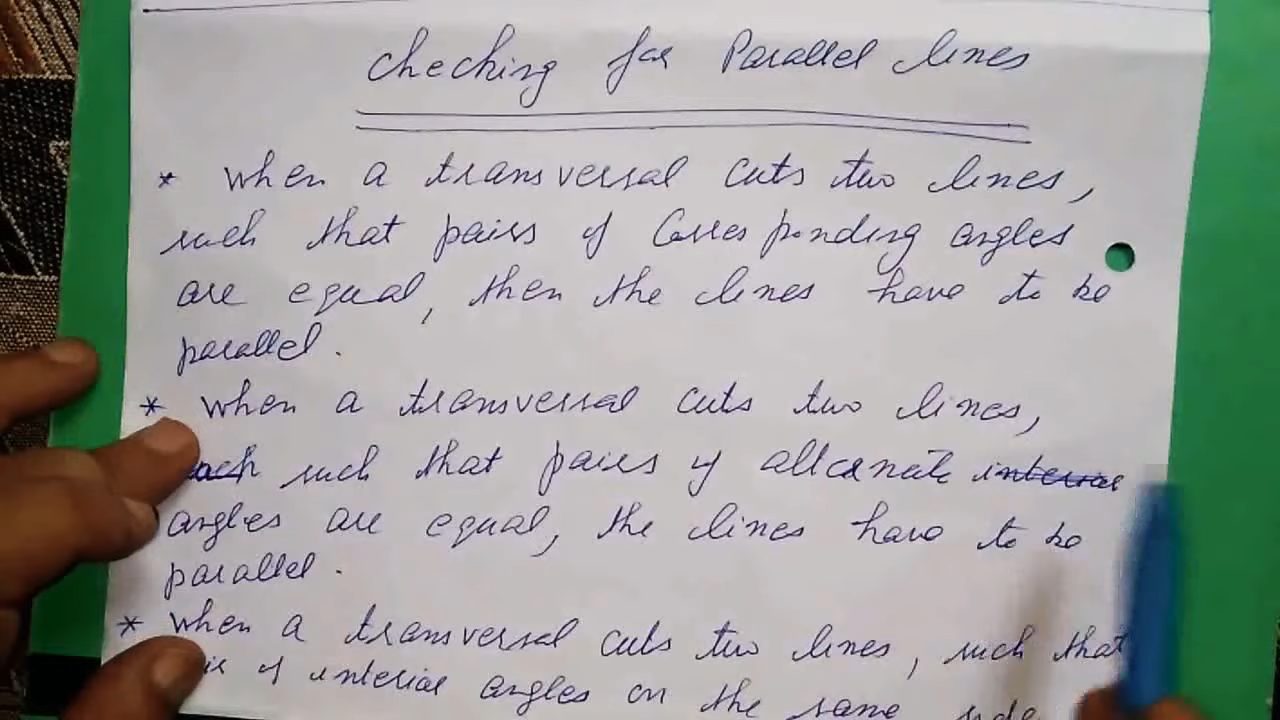 Checking for Parallel lines
* when a transversal cuts two lines,
such that pairs of Corresponding angles
are equal, then the lines have to be
parallel.
* when a transversal cuts two lines,
such that pairs of alternate interior
angles are equal, the lines have to be
parallel.
* when a transversal cuts two lines, such that
of interior angles on the same